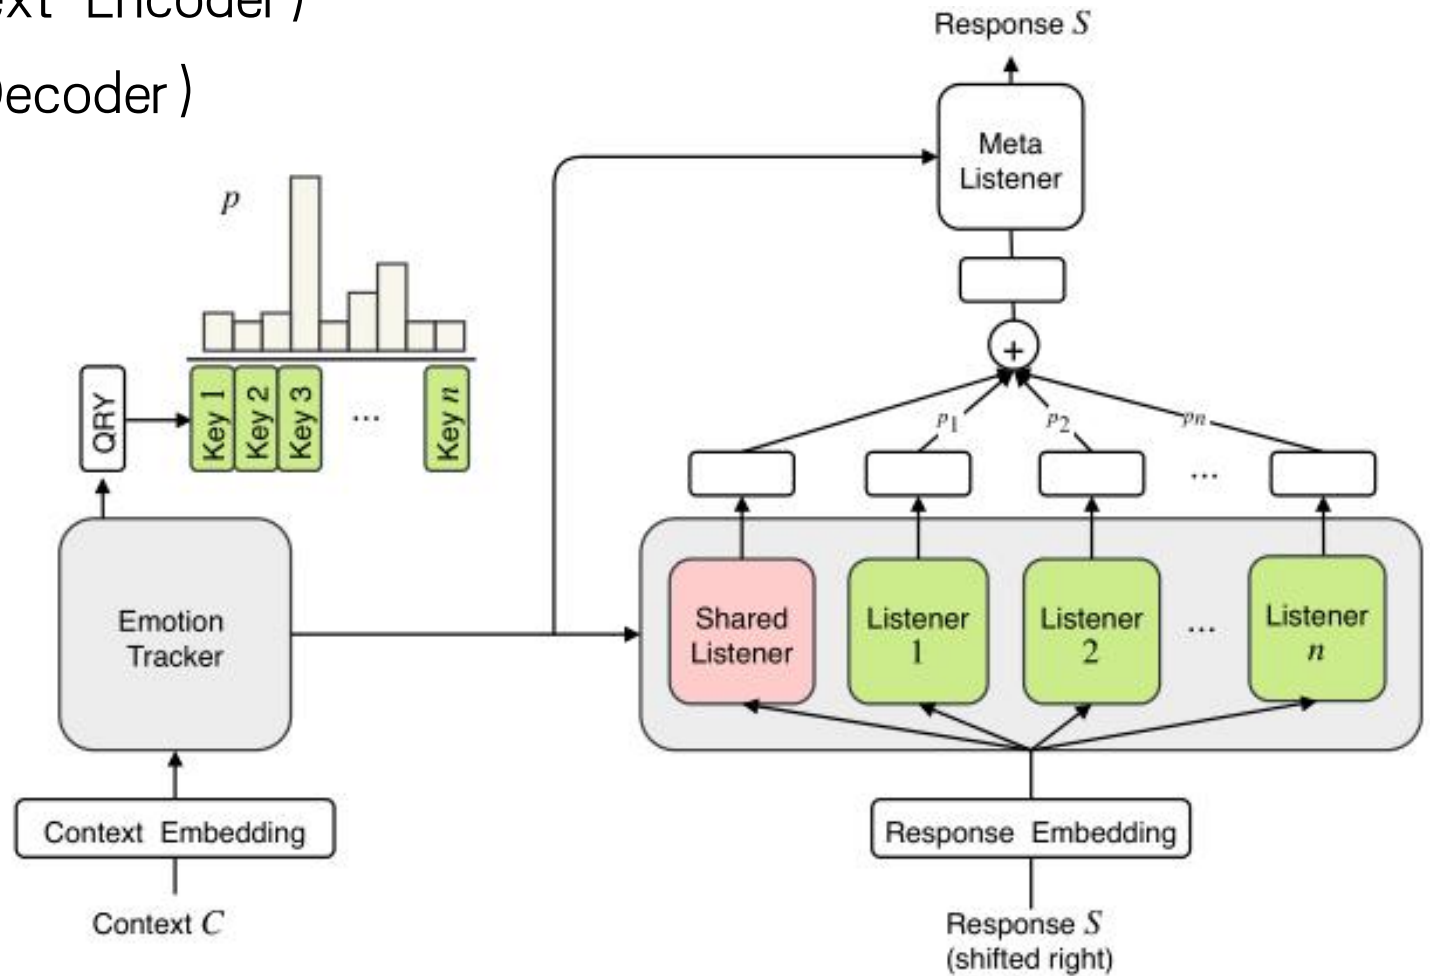 Encoder)
Decoder)
Response S
Meta
Listener
p
QRY
Key 1
Key 2
Key 3
...
Key n
+
p1
p2
pn
...
Emotion
Tracker
Shared
Listener
Listener
1
Listener
2
...
Listener
n
Context Embedding
Response Embedding
Context C
Response S
(shifted right)